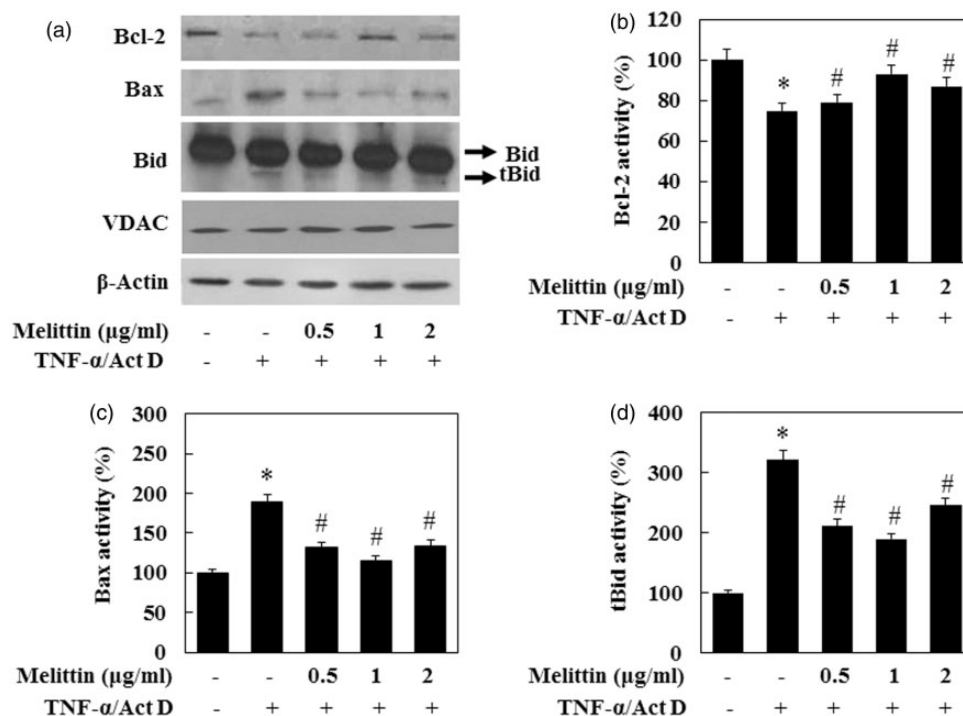 (a)
Bcl-2
Bax
Bid
Bid
tBid
VDAC
β-Actin
Melittin (µg/ml) - - 0.5 1 2
TNF-α/Act D - + + + +
(b)
Bcl-2 activity (%)
120
100
80
60
40
20
0
*
#
#
#
Melittin (µg/ml) - - 0.5 1 2
TNF-α/Act D - + + + +
(c)
Bax activity (%)
300
250
200
150
100
50
0
*
#
#
#
Melittin (µg/ml) - - 0.5 1 2
TNF-α/Act D - + + + +
(d)
tBid activity (%)
400
300
200
100
0
*
#
#
#
Melittin (µg/ml) - - 0.5 1 2
TNF-α/Act D - + + + +